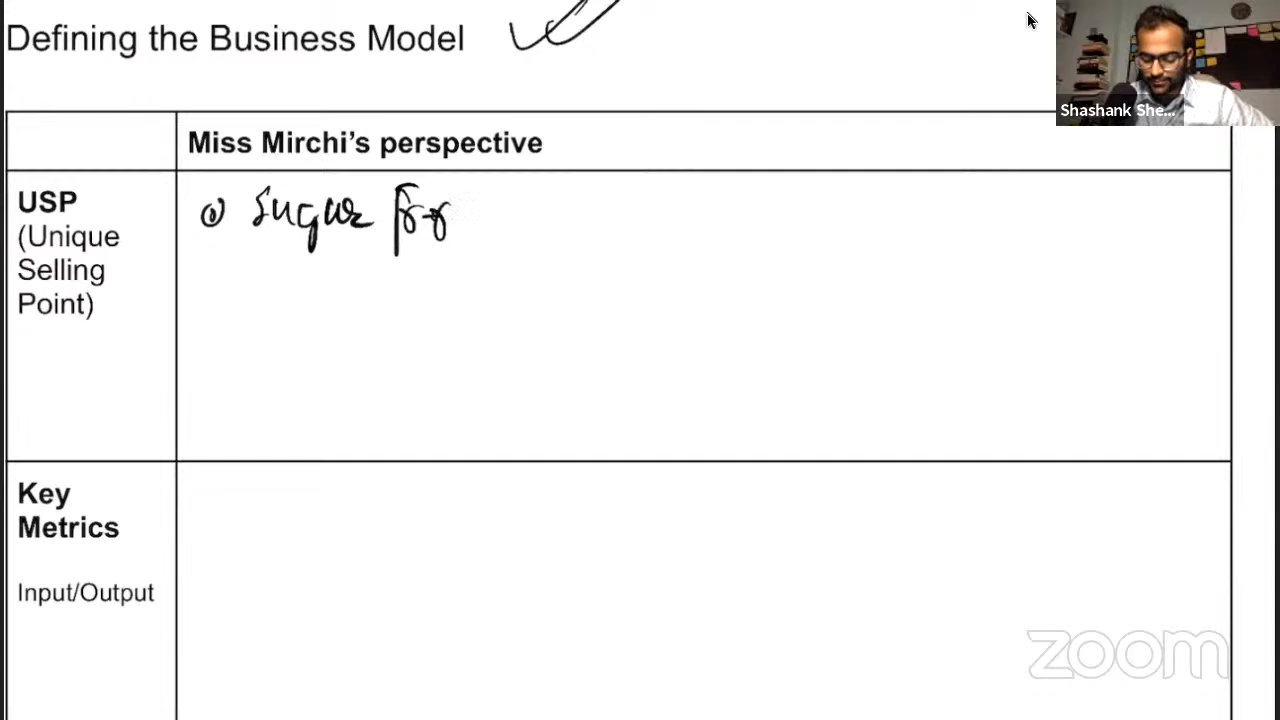 Defining the Business Model
Shashank She...
Miss Mirchi’s perspective
USP
(Unique
Selling
Point)
Sugar
Key
Metrics
Input/Output
zoom